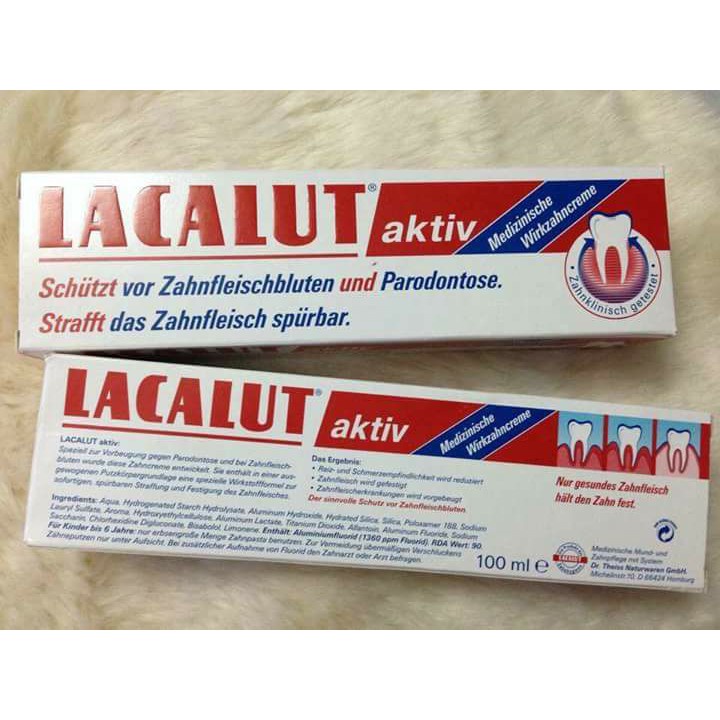 LACALUT® aktiv Medizinische Wirkzahncreme
Schützt vor Zahnfleischbluten und Parodontose.
Strafft das Zahnfleisch spürbar.
· Zahnklinisch getestet ·
LACALUT® aktiv Medizinische Wirkzahncreme
LACALUT aktiv:
Speziell zur Vorbeugung gegen Parodontose und bei Zahnfleisch-
bluten wurde diese Zahncreme entwickelt. Sie enthält in einer aus-
gewogenen Putzkörpergrundlage eine spezielle Wirkstoffformel zur
sofortigen, spürbaren Straffung und Festigung des Zahnfleisches.
Das Ergebnis:
• Reiz- und Schmerzempfindlichkeit wird reduziert
• Zahnfleisch wird gefestigt
• Zahnfleischerkrankungen wird vorgebeugt
Der sinnvolle Schutz vor Zahnfleischbluten.
Nur gesundes Zahnfleisch
hält den Zahn fest.
Ingredients: Aqua, Hydrogenated Starch Hydrolysate, Aluminum Hydroxide, Hydrated Silica, Silica, Poloxamer 188, Sodium
Lauryl Sulfate, Aroma, Hydroxyethylcellulose, Aluminum Lactate, Titanium Dioxide, Allantoin, Aluminum Fluoride, Sodium
Saccharin, Chlorhexidine Digluconate, Bisabolol, Limonene. Enthält: Aluminiumfluorid (1360 ppm Fluorid). RDA Wert: 90.
Für Kinder bis 6 Jahre: nur erbsengroße Menge Zahnpasta benutzen. Zur Vermeidung übermäßigen Verschluckens
Zähneputzen nur unter Aufsicht. Bei zusätzlicher Aufnahme von Fluorid den Zahnarzt oder Arzt befragen.
100 ml ℮
LACALUT
Medizinische Mund- und
Zahnpflege mit System
Dr. Theiss Naturwaren GmbH,
Michelinstr.10, D 66424 Homburg